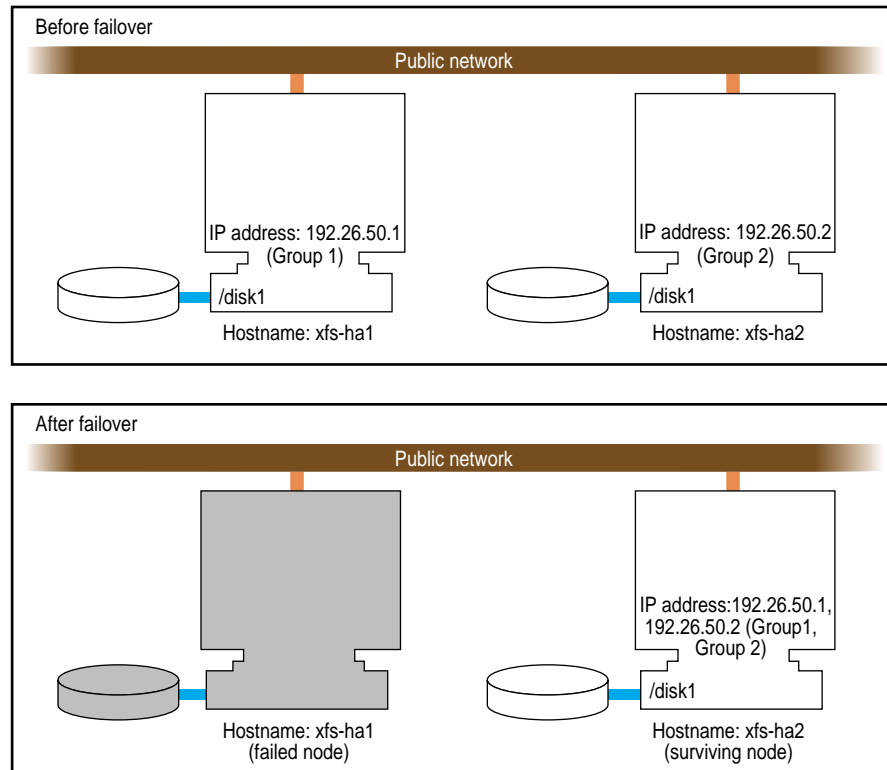 Before failover
Public network
IP address: 192.26.50.1
(Group 1)
/disk1
Hostname: xfs-ha1
IP address: 192.26.50.2
(Group 2)
/disk1
Hostname: xfs-ha2
After failover
Public network
Hostname: xfs-ha1
(failed node)
IP address:192.26.50.1,
192.26.50.2 (Group1,
Group 2)
/disk1
Hostname: xfs-ha2
(surviving node)